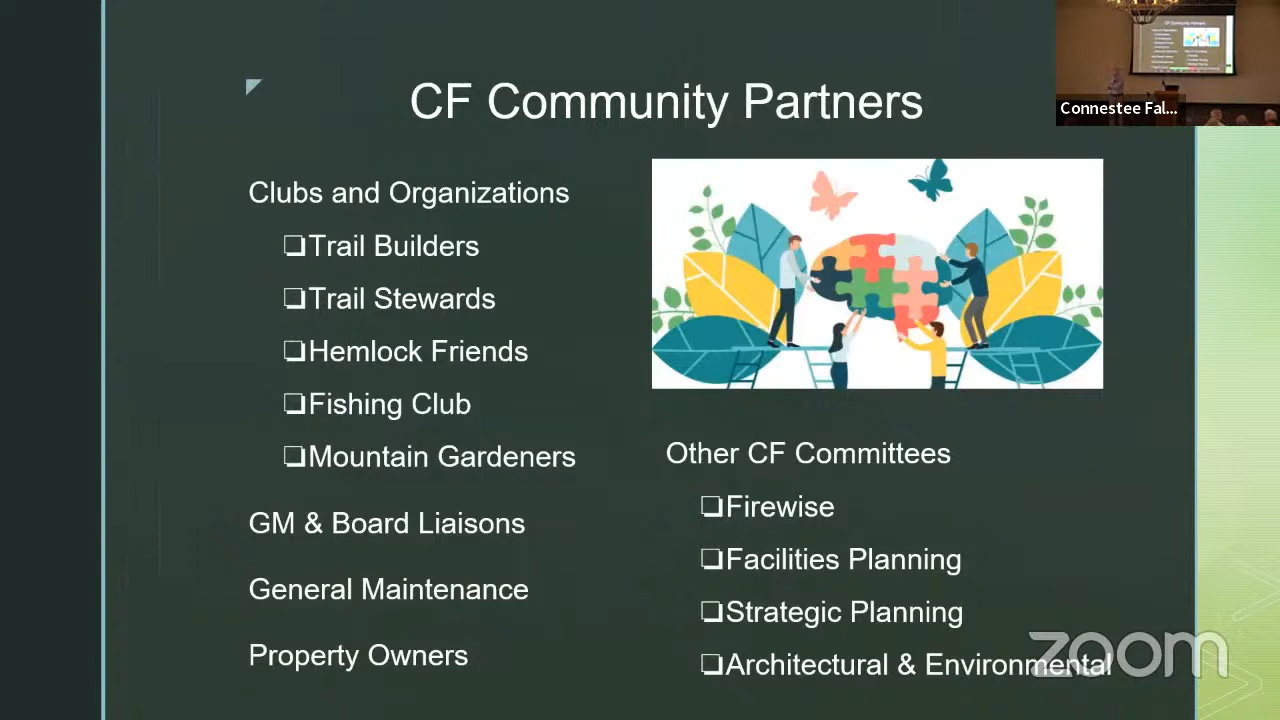 CF Community Partners
Connestee Fal...
Clubs and Organizations
❑Trail Builders
❑Trail Stewards
❑Hemlock Friends
❑Fishing Club
❑Mountain Gardeners
GM & Board Liaisons
General Maintenance
Property Owners
Other CF Committees
❑Firewise
❑Facilities Planning
❑Strategic Planning
❑Architectural & Environmental
zoom